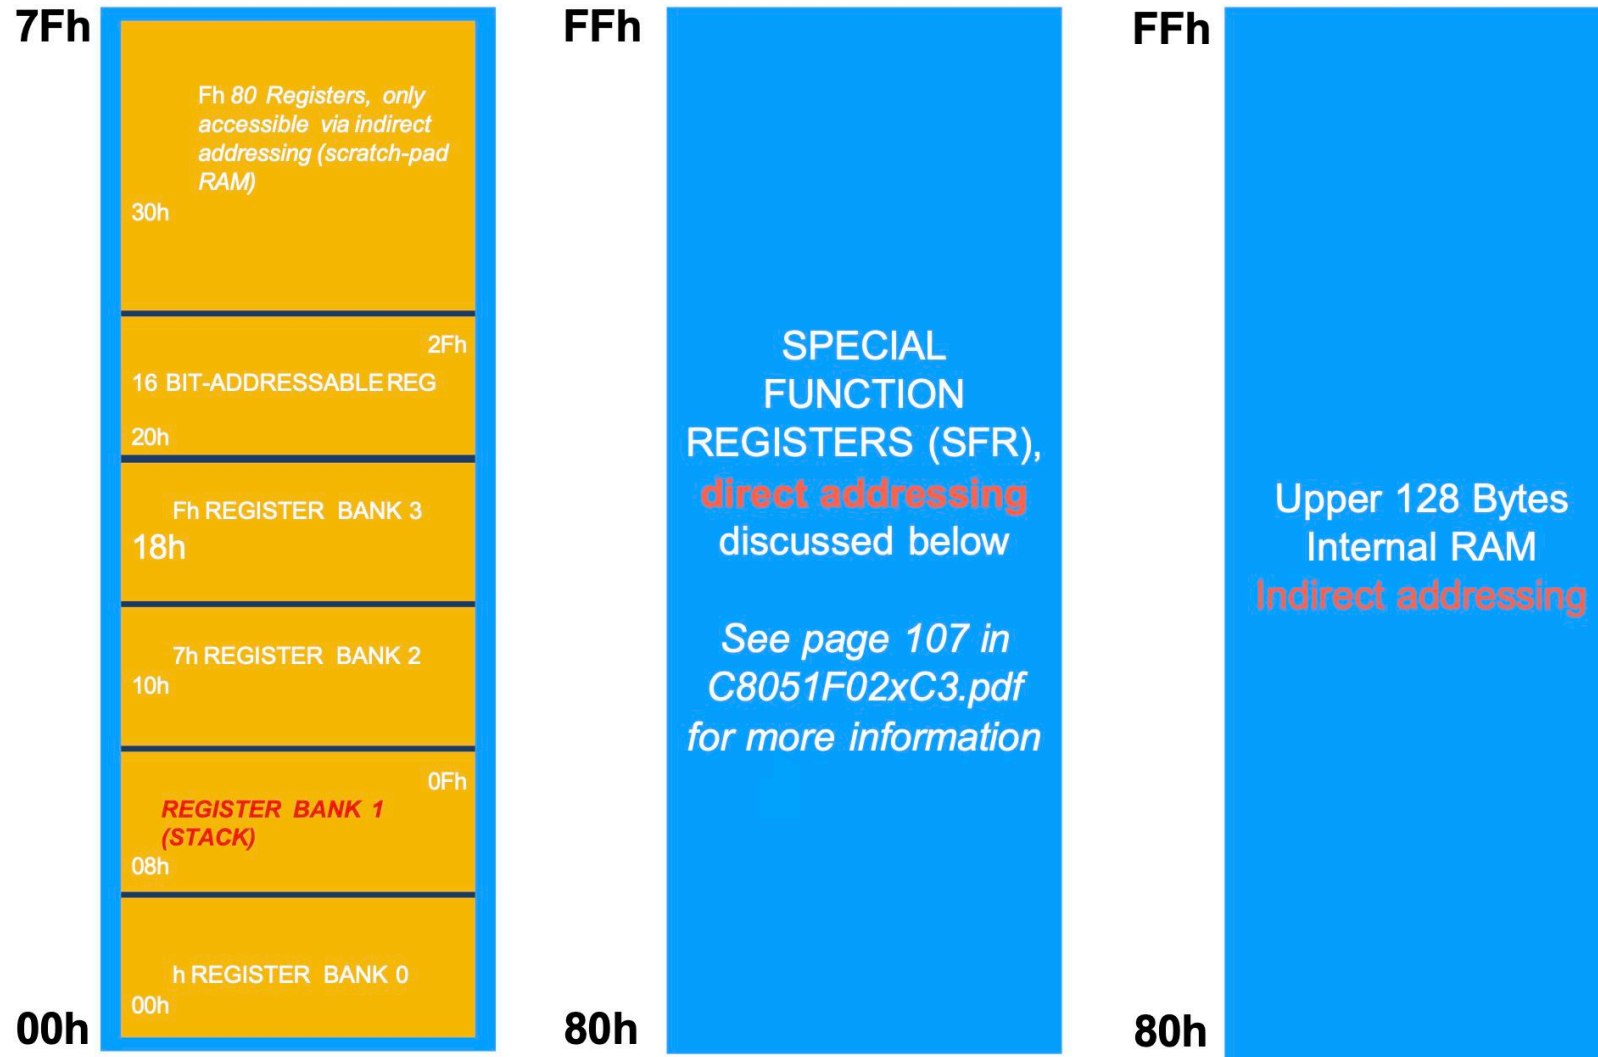 7Fh
Fh 80 Registers, only
accessible via indirect
addressing (scratch-pad
RAM)
30h
2Fh
16 BIT-ADDRESSABLE REG
20h
Fh REGISTER BANK 3
18h
7h REGISTER BANK 2
10h
0Fh
REGISTER BANK 1
(STACK)
08h
h REGISTER BANK 0
00h
00h
FFh
SPECIAL
FUNCTION
REGISTERS (SFR),
direct addressing
discussed below
See page 107 in
C8051F02xC3.pdf
for more information
80h
FFh
Upper 128 Bytes
Internal RAM
Indirect addressing
80h